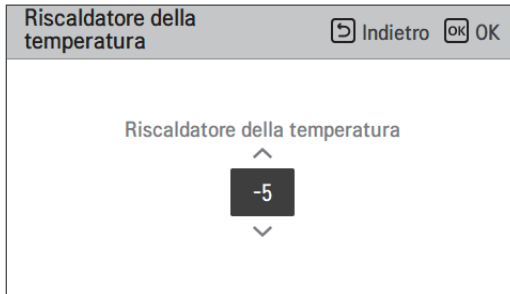 Riscaldatore della
temperatura
Indietro OK OK
Riscaldatore della temperatura
-5